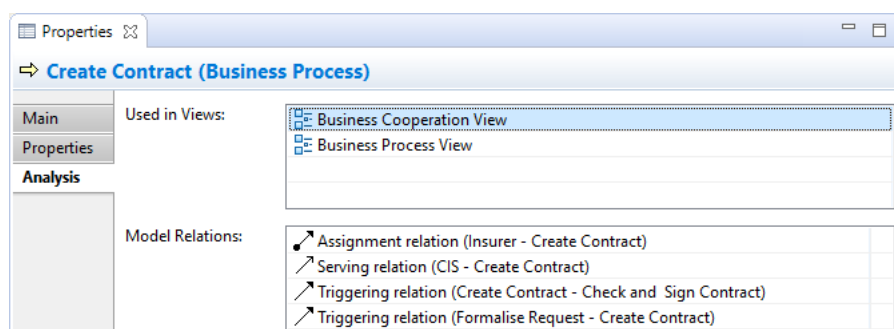 Properties
Create Contract (Business Process)
Main
Properties
Analysis
Used in Views:
Business Cooperation View
Business Process View
Model Relations:
Assignment relation (Insurer - Create Contract)
Serving relation (CIS - Create Contract)
Triggering relation (Create Contract - Check and  Sign Contract)
Triggering relation (Formalise Request - Create Contract)